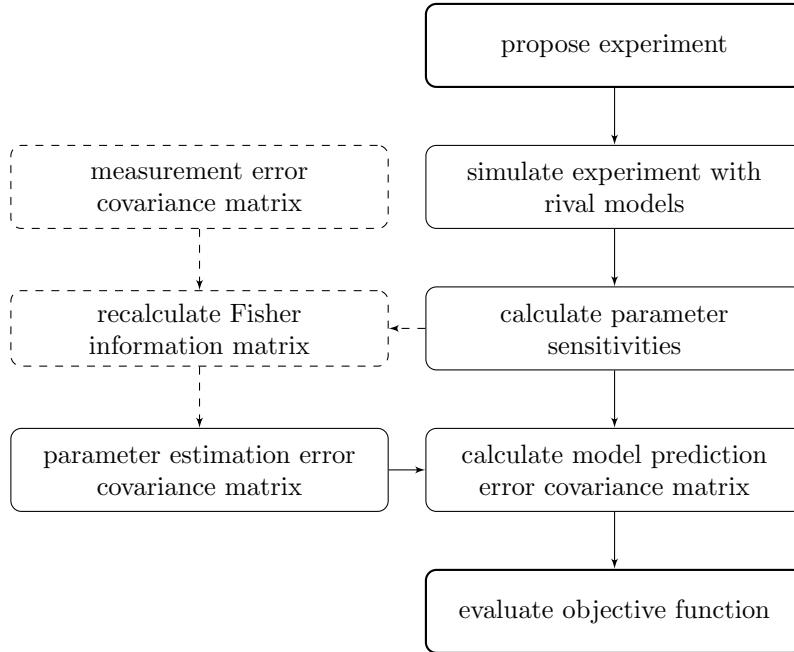 propose experiment
measurement error
covariance matrix
simulate experiment with
rival models
recalculate Fisher
information matrix
calculate parameter
sensitivities
parameter estimation error
covariance matrix
calculate model prediction
error covariance matrix
evaluate objective function